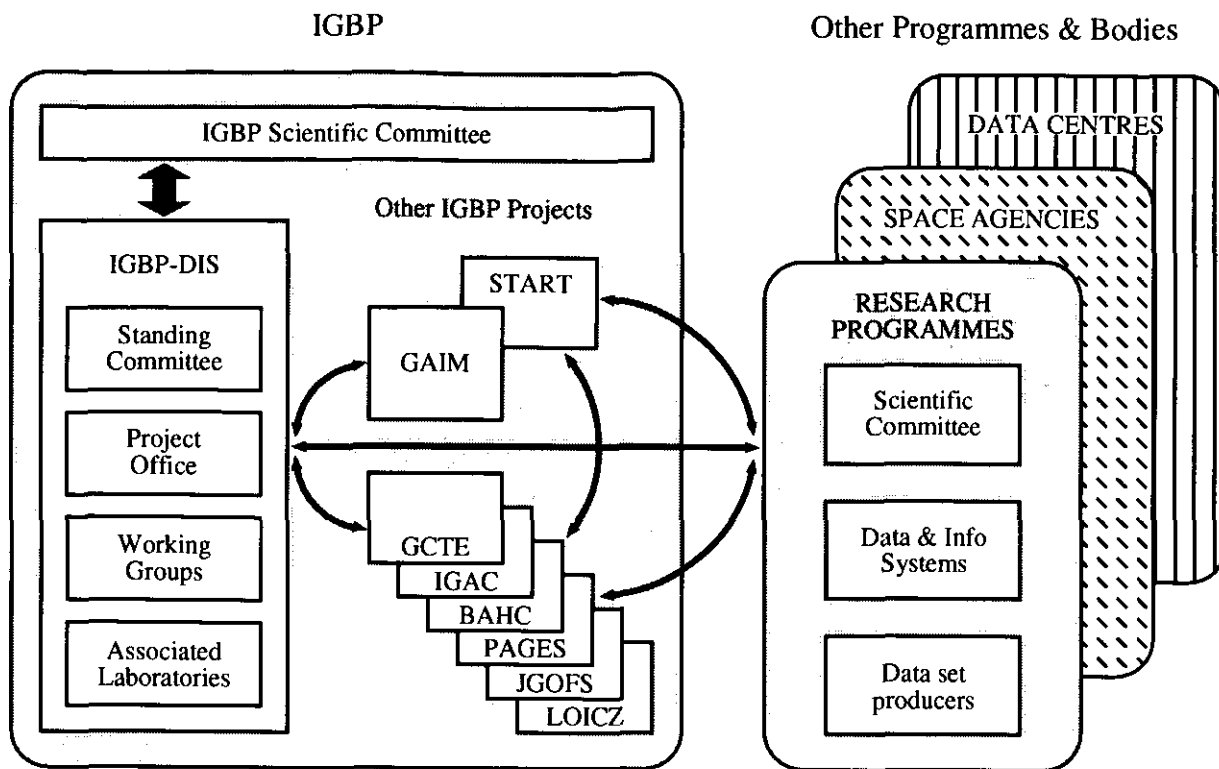 IGBP
Other Programmes & Bodies
IGBP Scientific Committee
Other IGBP Projects
IGBP-DIS
Standing
Committee
Project
Office
Working
Groups
Associated
Laboratories
START
GAIM
GCTE
IGAC
BAHC
PAGES
JGOFS
LOICZ
DATA CENTRES
SPACE AGENCIES
RESEARCH
PROGRAMMES
Scientific
Committee
Data & Info
Systems
Data set
producers